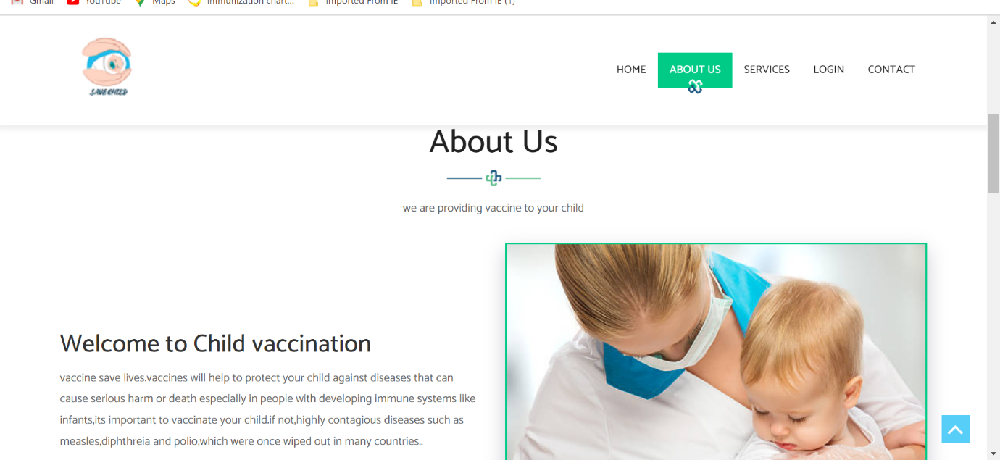 Gmail
YouTube
Maps
Immunization chart...
Imported From IE
Imported From IE (1)
SAVE CHILD
HOME
ABOUT US
SERVICES
LOGIN
CONTACT
About Us
we are providing vaccine to your child
Welcome to Child vaccination
vaccine save lives.vaccines will help to protect your child against diseases that can
cause serious harm or death especially in people with developing immune systems like
infants,its important to vaccinate your child.if not,highly contagious diseases such as
measles,diphthreia and polio,which were once wiped out in many countries..